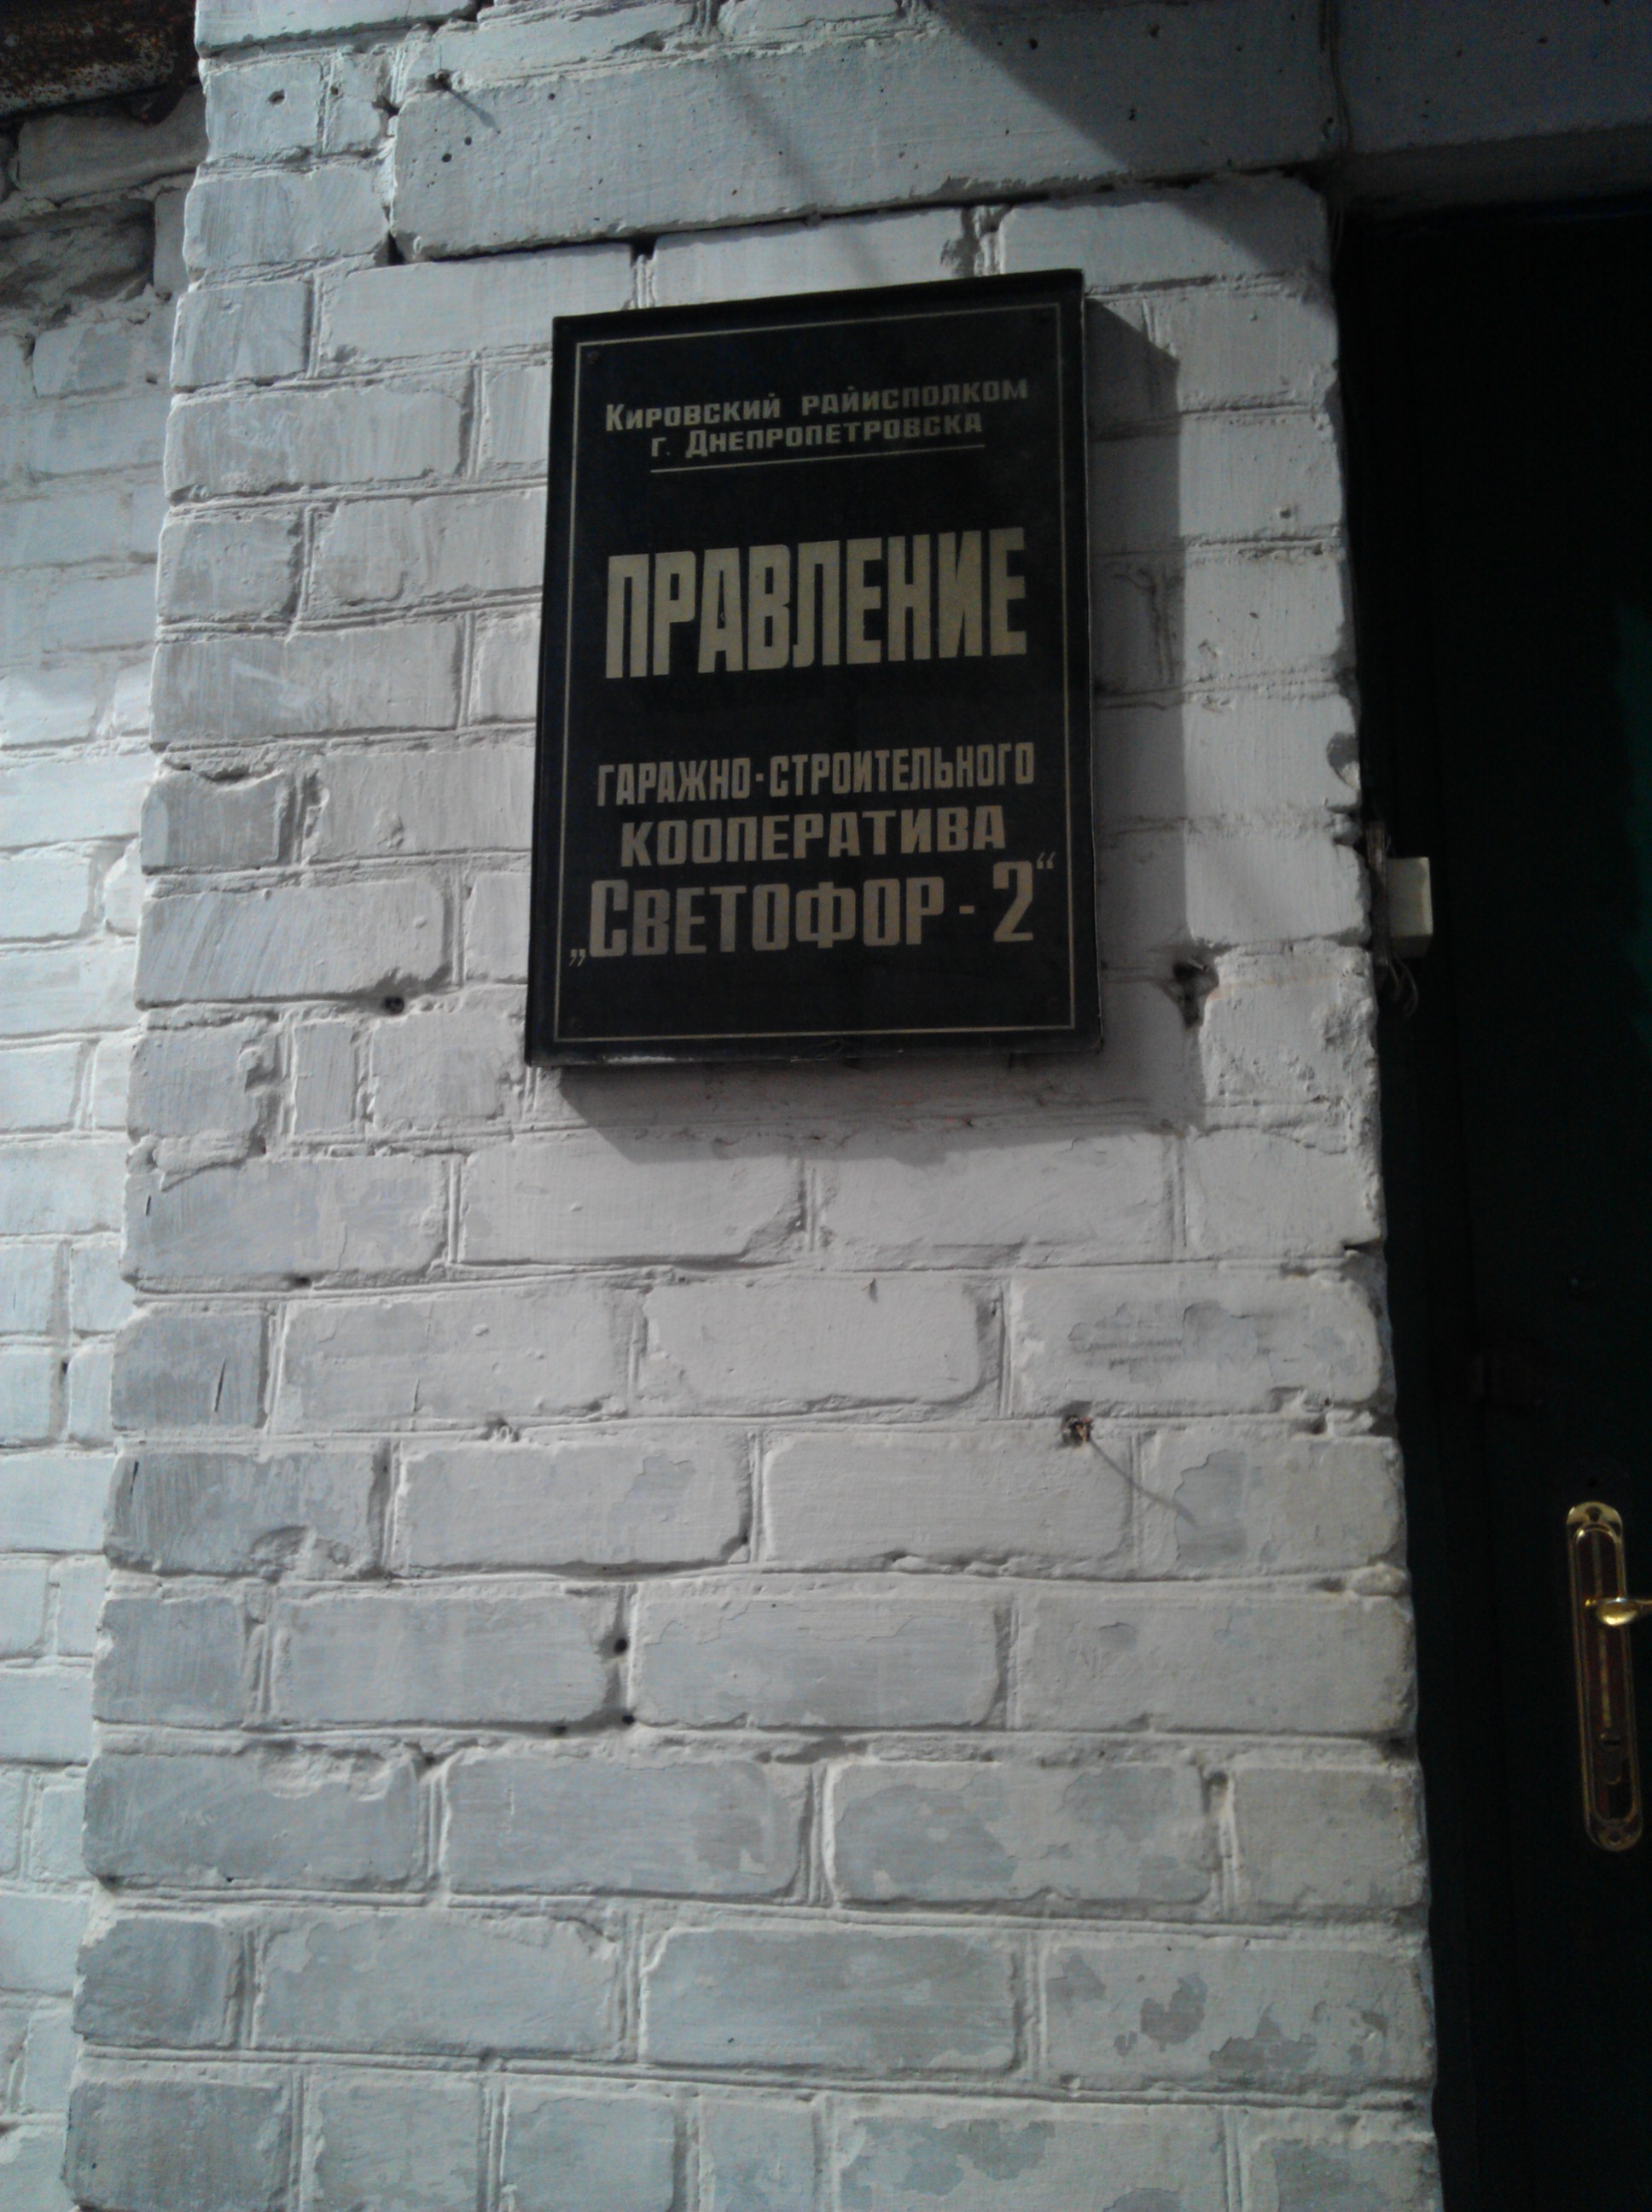 Кировский райисполком
г. Днепропетровска
ПРАВЛЕНИЕ
ГАРАЖНО-СТРОИТЕЛЬНОГО
КООПЕРАТИВА
„Светофор - 2“